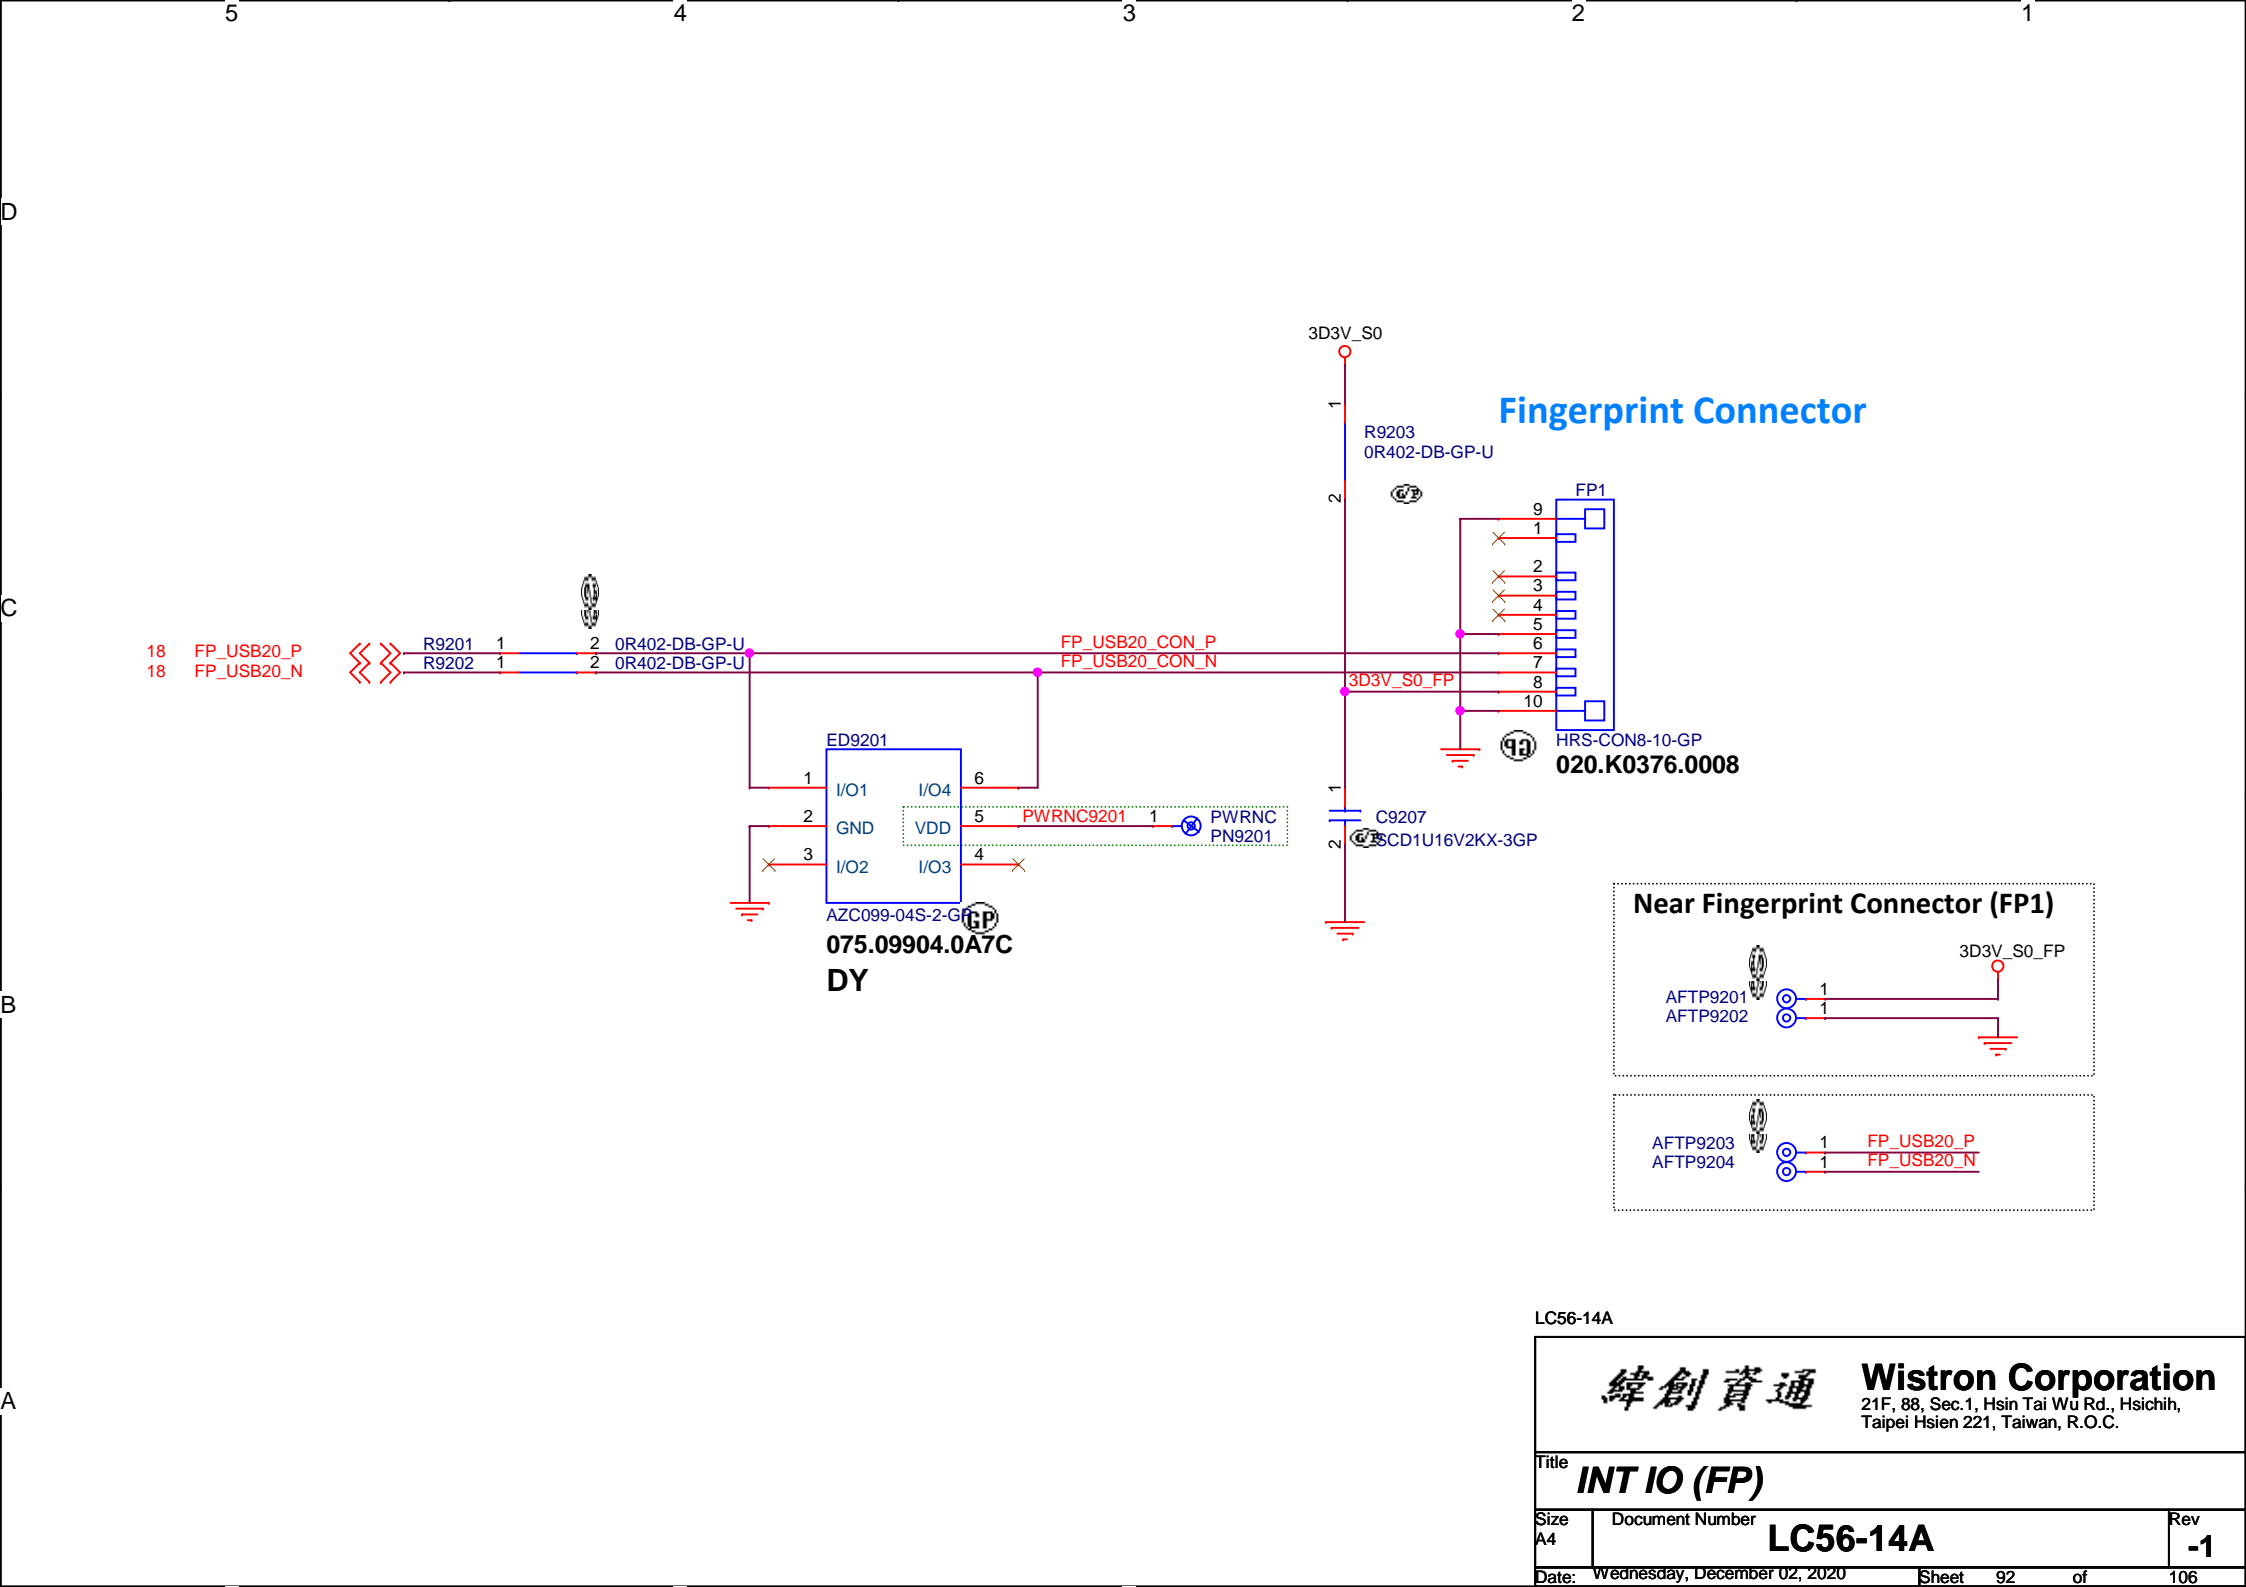 5 4 3 2 1
D
C
B
A
3D3V_S0
1
R9203
0R402-DB-GP-U
2
Fingerprint Connector
FP1
9
1
2
3
4
5
6
7
8
10
HRS-CON8-10-GP
020.K0376.0008
18 FP_USB20_P
18 FP_USB20_N
R9201 1 2 0R402-DB-GP-U
R9202 1 2 0R402-DB-GP-U
FP_USB20_CON_P
FP_USB20_CON_N
3D3V_S0_FP
ED9201
1 I/O1 I/O4 6
2 GND VDD 5
3 I/O2 I/O3 4
PWRNC9201 1 PWRNC
PN9201
AZC099-04S-2-GP
GP
075.09904.0A7C
DY
1
C9207
SCD1U16V2KX-3GP
2
Near Fingerprint Connector (FP1)
3D3V_S0_FP
AFTP9201 1
AFTP9202 1
AFTP9203 1 FP_USB20_P
AFTP9204 1 FP_USB20_N
LC56-14A
緯創資通
Wistron Corporation
21F, 88, Sec.1, Hsin Tai Wu Rd., Hsichih,
Taipei Hsien 221, Taiwan, R.O.C.
Title
INT IO (FP)
Size
A4
Document Number
LC56-14A
Rev
-1
Date: Wednesday, December 02, 2020 Sheet 92 of 106